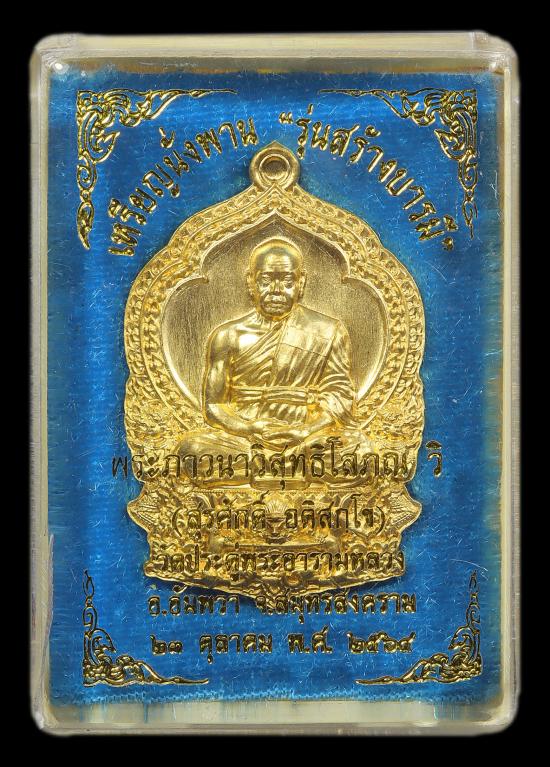 เหรียญนั่งพาน "รุ่นสร้างบารมี"
พระภาวนาวิสุทธิโสภณ วิ
(สุรศักดิ์ อติสกฺโข)
วัดประดู่พระอารามหลวง
อ.อัมพวา จ.สมุทรสงคราม
๒๓ ตุลาคม พ.ศ. ๒๕๖๔